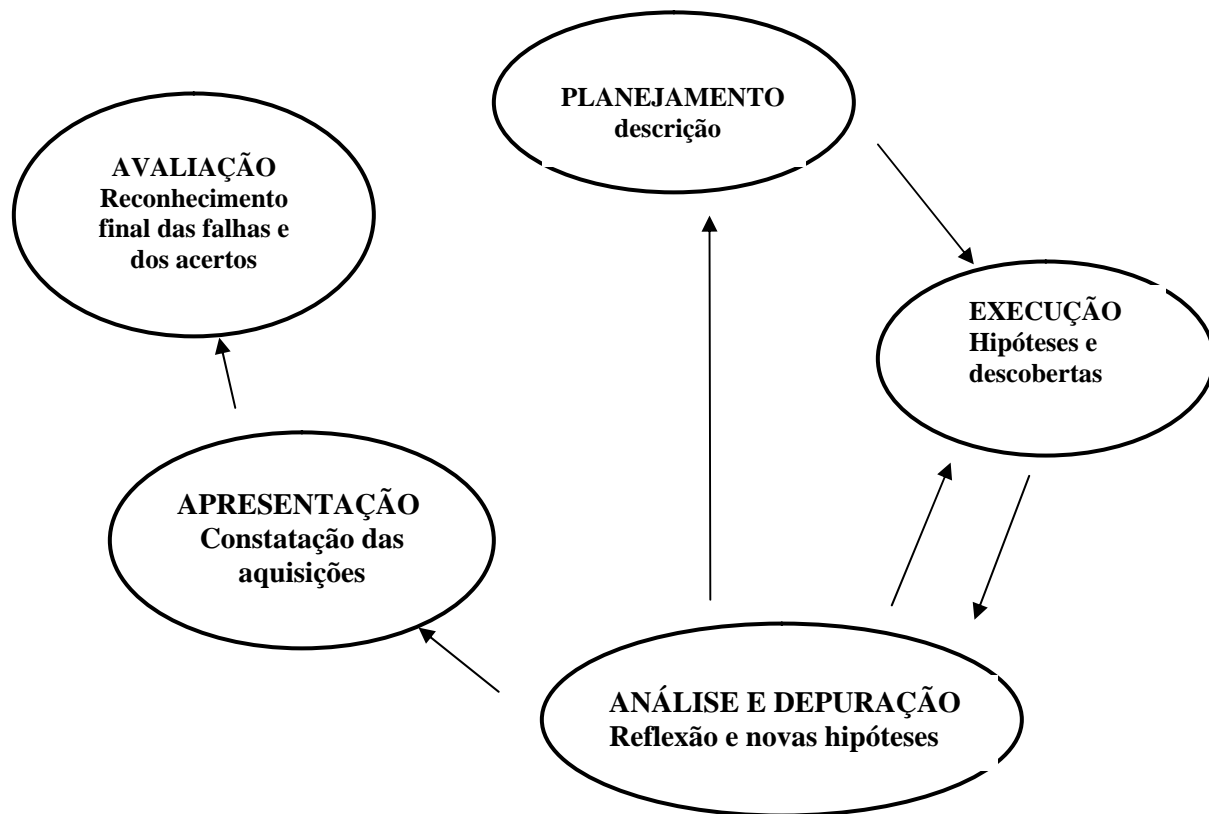 PLANEJAMENTO
descrição
AVALIAÇÃO
Reconhecimento
final das falhas e
dos acertos
EXECUÇÃO
Hipóteses e
descobertas
APRESENTAÇÃO
Constatação das
aquisições
ANÁLISE E DEPURAÇÃO
Reflexão e novas hipóteses